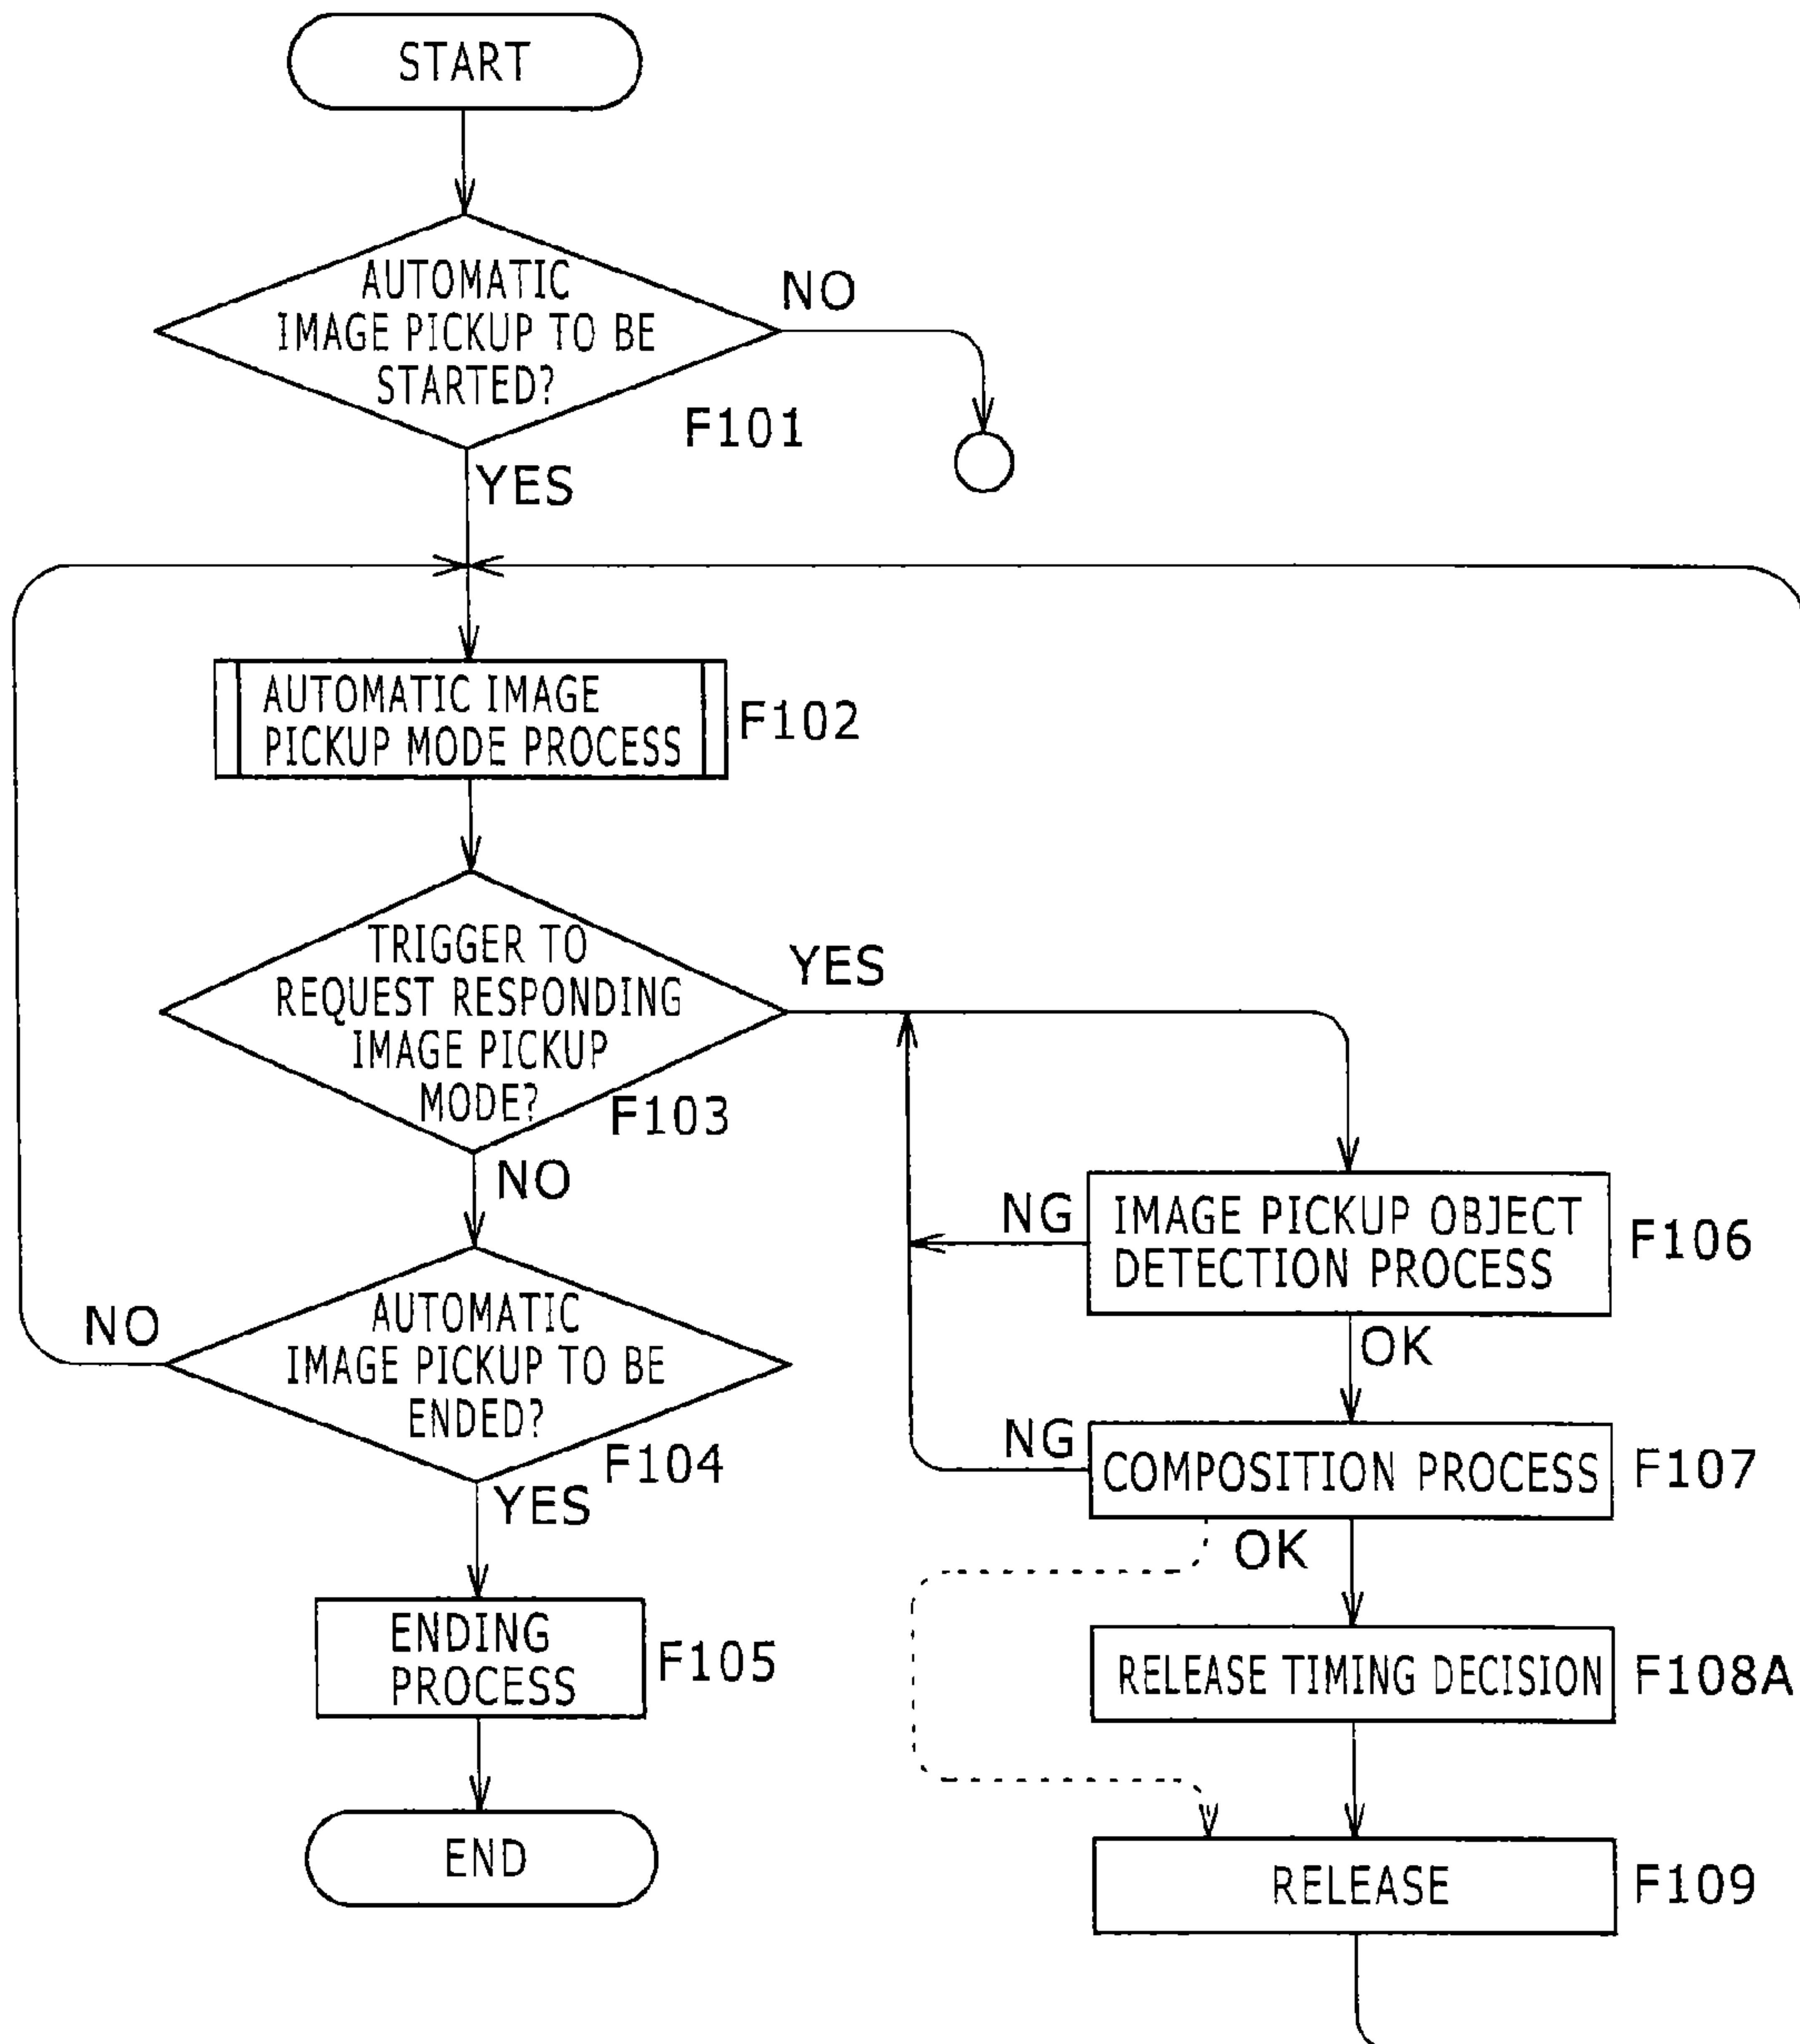 START
AUTOMATIC
IMAGE PICKUP TO BE
STARTED?
NO
F101
YES
AUTOMATIC IMAGE
PICKUP MODE PROCESS
F102
TRIGGER TO
REQUEST RESPONDING
IMAGE PICKUP
MODE?
YES
F103
NO
NG
IMAGE PICKUP OBJECT
DETECTION PROCESS
F106
OK
AUTOMATIC
IMAGE PICKUP TO BE
ENDED?
NO
F104
YES
NG
COMPOSITION PROCESS
F107
OK
ENDING
PROCESS
F105
RELEASE TIMING DECISION
F108A
END
RELEASE
F109